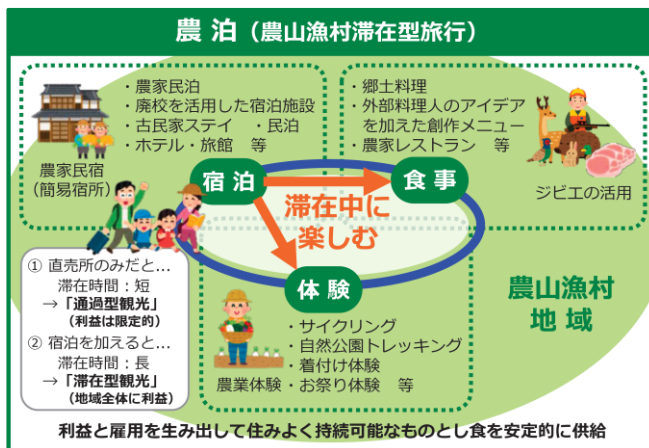 農泊（農山漁村滞在型旅行）
・農家民泊
・廃校を活用した宿泊施設
・古民家ステイ　・民泊
・ホテル・旅館　等
農家民宿
（簡易宿所）
・郷土料理
・外部料理人のアイデア
を加えた創作メニュー
・農家レストラン　等
ジビエの活用
宿泊
食事
滞在中に
楽しむ
体験
① 直売所のみだと…
滞在時間：短
→「通過型観光」
（利益は限定的）
② 宿泊を加えると…
滞在時間：長
→「滞在型観光」
（地域全体に利益）
・サイクリング
・自然公園トレッキング
・着付け体験
・お祭り体験　等
農業体験
農山漁村
地域
利益と雇用を生み出して住みよく持続可能なものとし食を安定的に供給